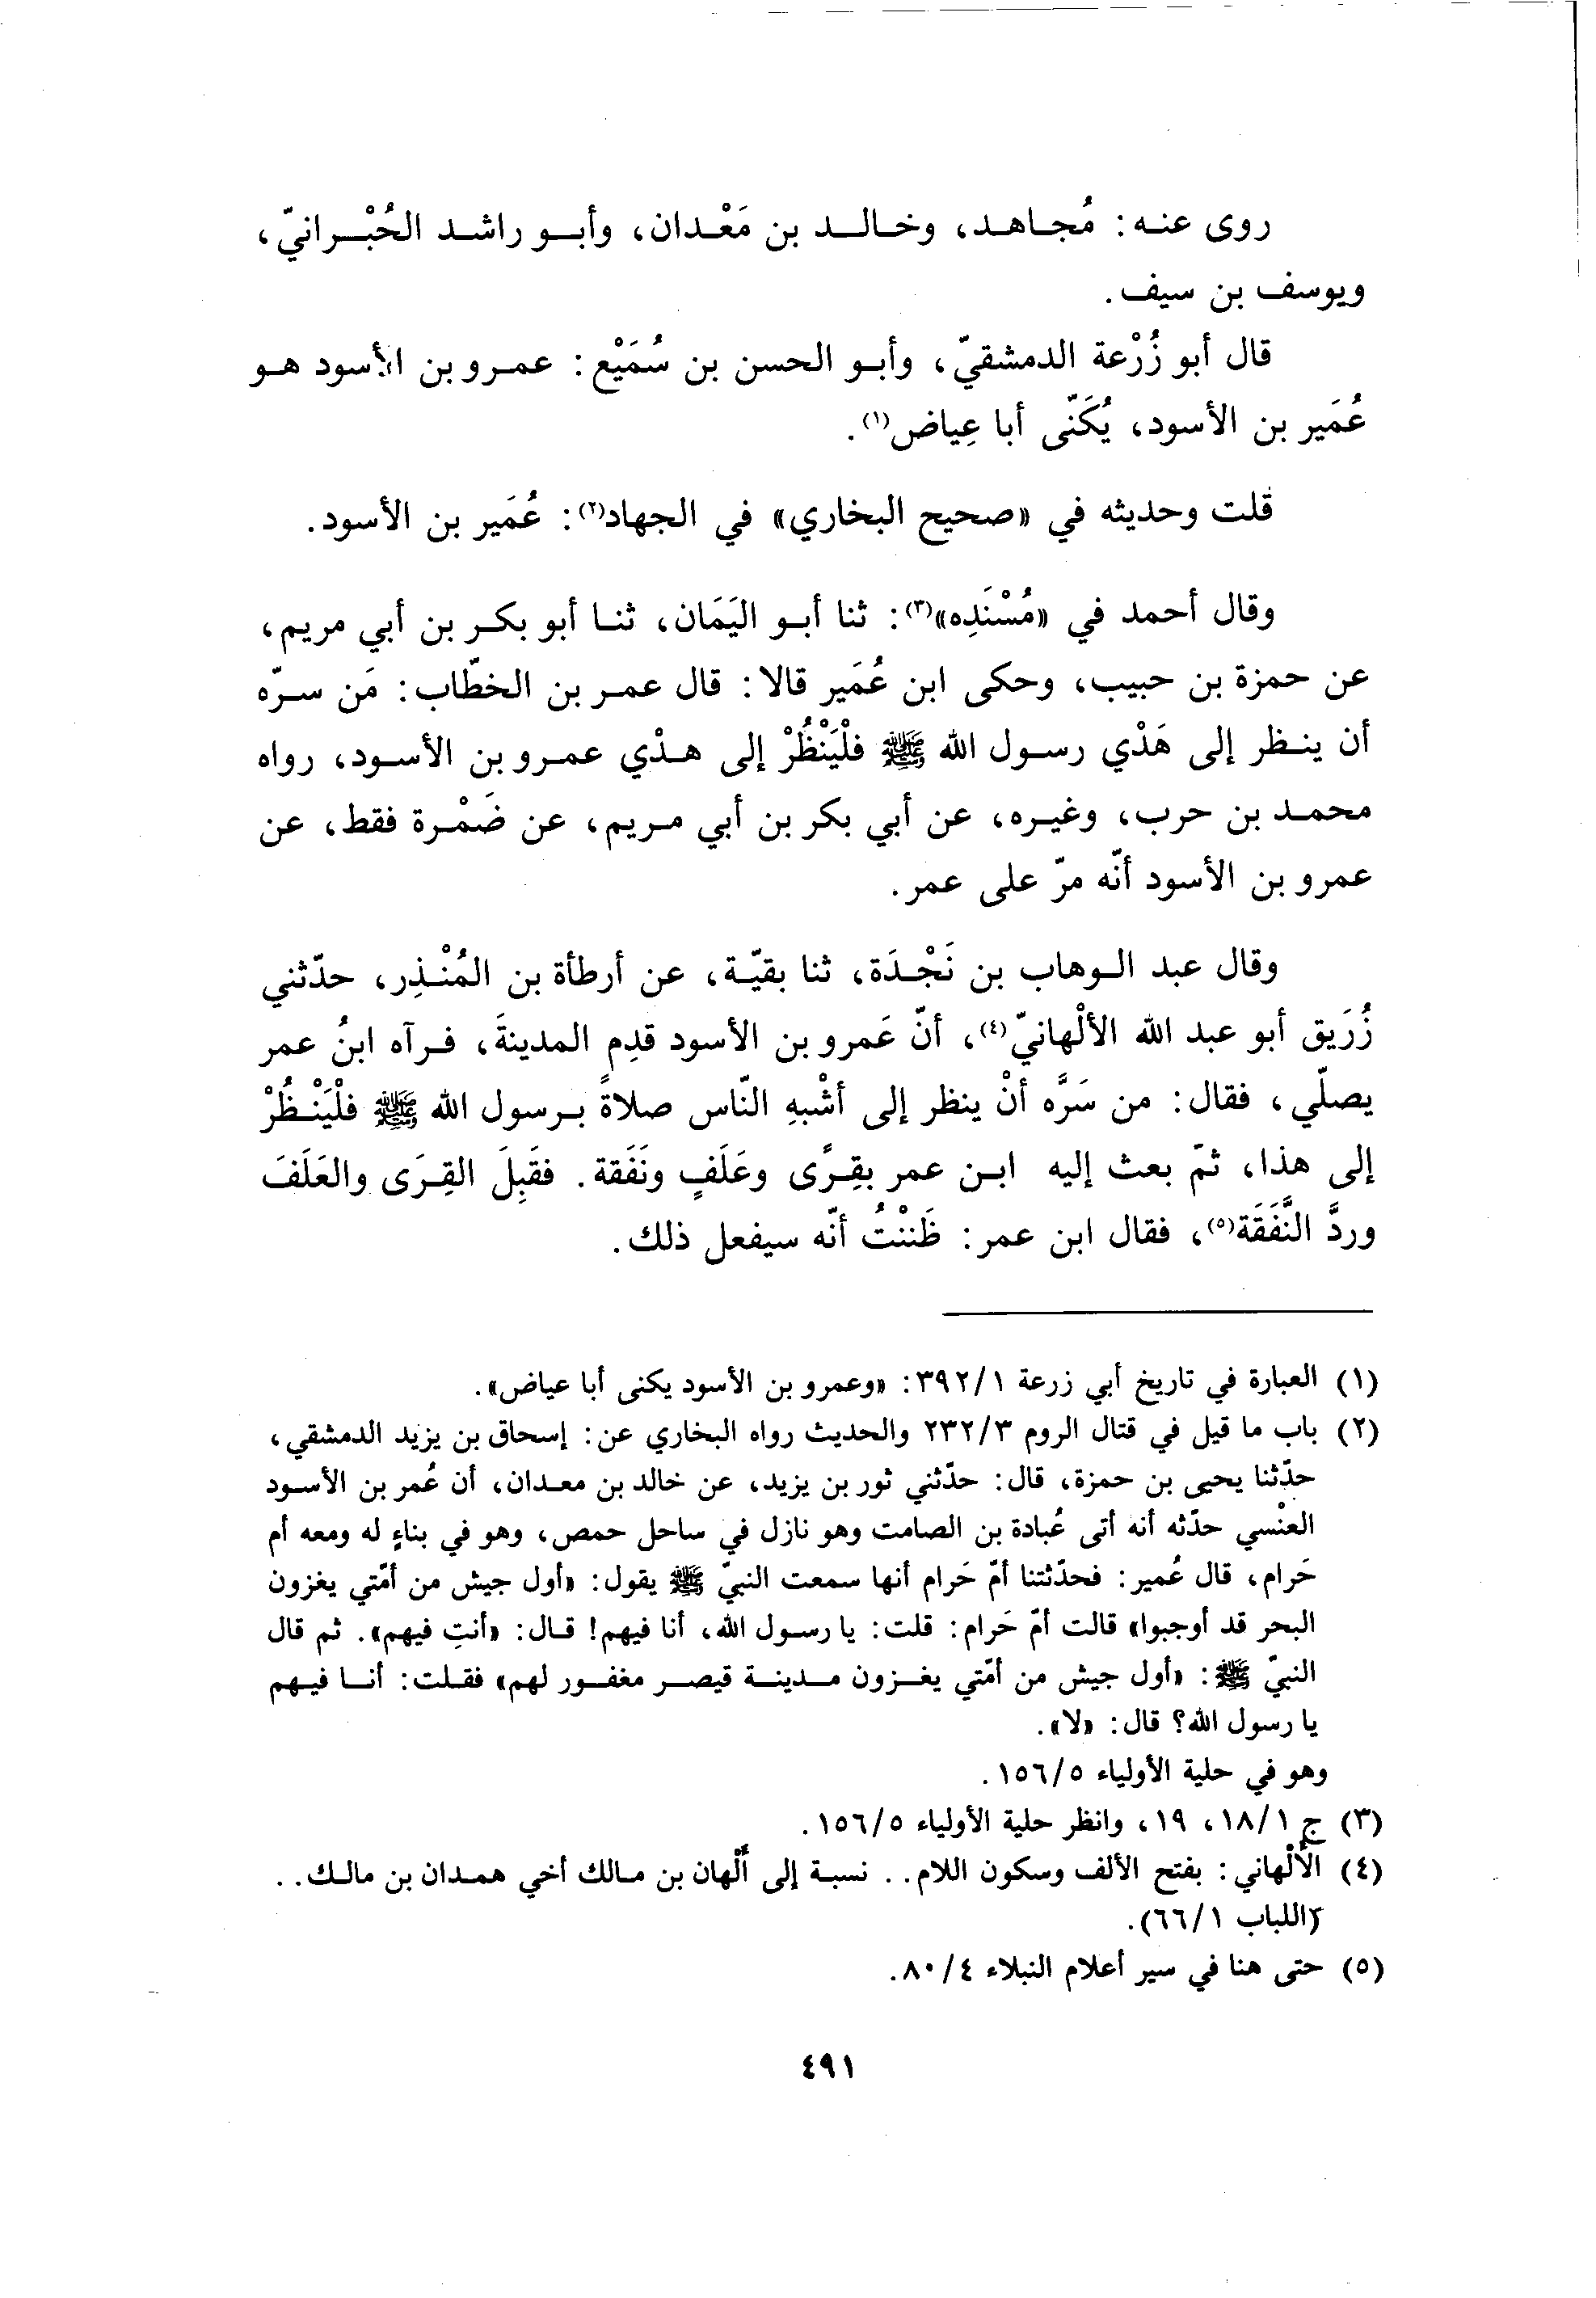 روى عنه: مُجاهد، وخالد بن مَعْدان، وأبو راشد الحُبْرانيّ،
ويوسف بن سيف.
قال أبو زُرْعة الدمشقيّ، وأبو الحسن بن سُمَيْع: عمرو بن الأسود هو
عُمَير بن الأسود، يُكَنّى أبا عِياض(١).
قلت وحديثه في «صحيح البخاري» في الجهاد(٢): عُمَير بن الأسود.
وقال أحمد في «مُسْنَدِه»(٣): ثنا أبو اليَمَان، ثنا أبو بكر بن أبي مريم،
عن حمزة بن حبيب، وحكى ابن عُمَير قالا: قال عمر بن الخطّاب: مَن سرّه
أن ينظر إلى هَدْي رسول الله ﷺ فلْيَنْظُرْ إلى هدْي عمرو بن الأسود، رواه
محمد بن حرب، وغيره، عن أبي بكر بن أبي مريم، عن ضَمْرة فقط، عن
عمرو بن الأسود أنّه مرّ على عمر.
وقال عبد الوهاب بن نَجْدَة، ثنا بقيّة، عن أرطأة بن المُنْذِر، حدّثني
زُرَيق أبو عبد الله الألْهانيّ(٤)، أنّ عَمرو بن الأسود قدِم المدينةَ، فرآه ابنُ عمر
يصلّي، فقال: من سَرَّه أنْ ينظر إلى أشْبهِ النّاس صلاةً برسول الله ﷺ فلْيَنْظُرْ
إلى هذا، ثمّ بعث إليه ابن عمر بقِرًى وعَلَفٍ ونَفَقة. فقَبِلَ القِرَى والعَلَفَ
وردَّ النَّفَقَة(٥)، فقال ابن عمر: ظَننْتُ أنّه سيفعل ذلك.
(١) العبارة في تاريخ أبي زرعة ٣٩٢/١: «وعمرو بن الأسود يكنى أبا عياض».
(٢) باب ما قيل في قتال الروم ٢٣٢/٣ والحديث رواه البخاري عن: إسحاق بن يزيد الدمشقي،
حدّثنا يحيى بن حمزة، قال: حدّثني ثور بن يزيد، عن خالد بن معدان، أن عُمر بن الأسود
العنْسي حدّثه أنه أتى عُبادة بن الصامت وهو نازل في ساحل حمص، وهو في بناءٍ له ومعه أم
حَرام، قال عُمير: فحدّثتنا أمّ حَرام أنها سمعت النبيّ ﷺ يقول: «أول جيش من أمّتي يغزون
البحر قد أوجبوا» قالت أمّ حَرام: قلت: يا رسول الله، أنا فيهم! قال: «أنتِ فيهم». ثم قال
النبيّ ﷺ: «أول جيش من أمّتي يغزون مدينة قيصر مغفور لهم» فقلت: أنا فيهم
يا رسول الله؟ قال: «لا».
وهو في حلية الأولياء ١٥٦/٥.
(٣) ج ١٨/١، ١٩، وانظر حلية الأولياء ١٥٦/٥.
(٤) الألْهاني: بفتح الألف وسكون اللام.. نسبة إلى ألْهان بن مالك أخي همدان بن مالك..
(اللباب ٦٦/١).
(٥) حتى هنا في سير أعلام النبلاء ٨٠/٤.
٤٩١